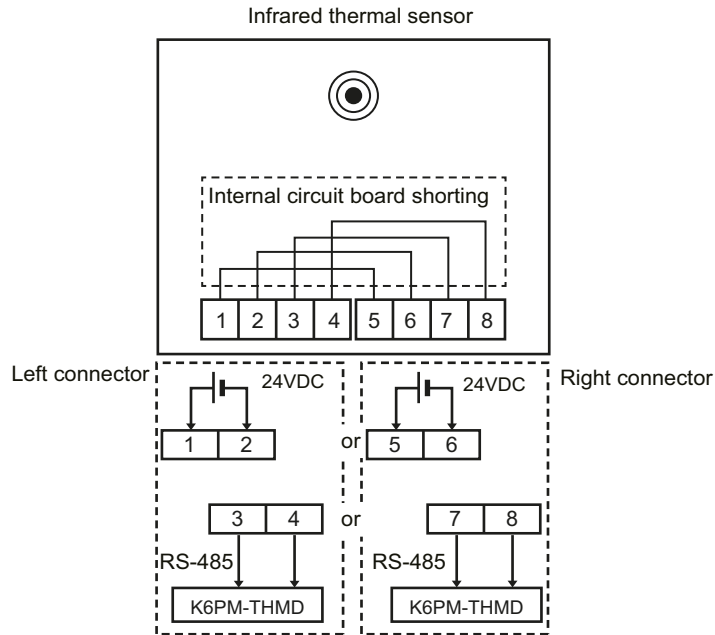 Infrared thermal sensor
Internal circuit board shorting
1 2 3 4 5 6 7 8
Left connector
24VDC
24VDC
Right connector
1 2
or
5 6
3 4
or
7 8
RS-485
RS-485
K6PM-THMD
K6PM-THMD